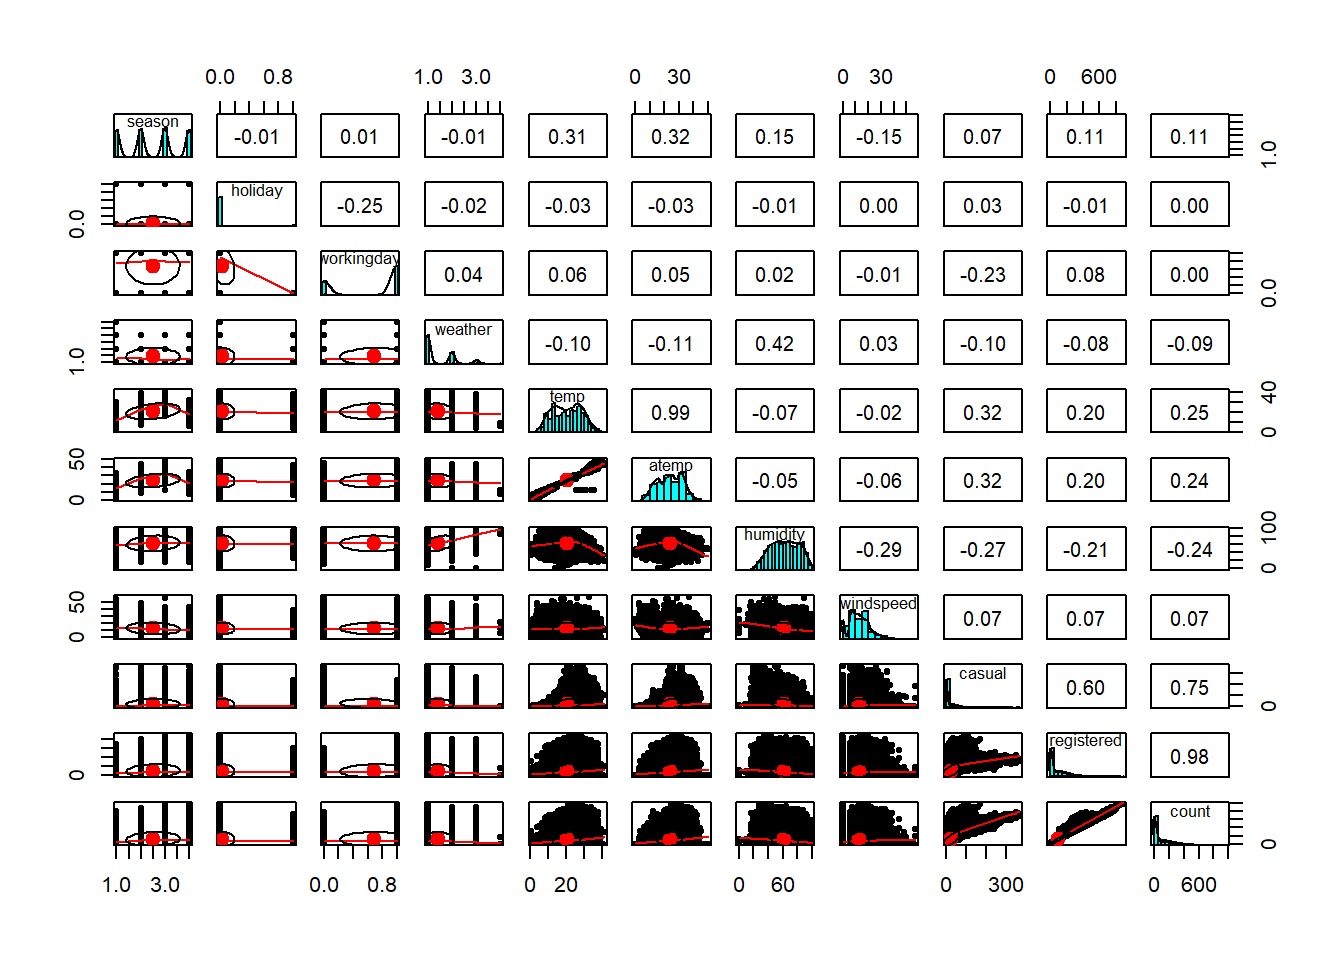 0.0 0.8 1.0 3.0 0 30 0 30 0 600
season -0.01 0.01 -0.01 0.31 0.32 0.15 -0.15 0.07 0.11 0.11 1.0
0.0 holiday -0.25 -0.02 -0.03 -0.03 -0.01 0.00 0.03 -0.01 0.00
workingday 0.04 0.06 0.05 0.02 -0.01 -0.23 0.08 0.00 0.0
1.0 weather -0.10 -0.11 0.42 0.03 -0.10 -0.08 -0.09
temp 0.99 -0.07 -0.02 0.32 0.20 0.25 0 40
0 50 atemp -0.05 -0.06 0.32 0.20 0.24
humidity -0.29 -0.27 -0.21 -0.24 0 100
0 50 windspeed 0.07 0.07 0.07
casual 0.60 0.75 0
0 registered 0.98
count 0
1.0 3.0 0.0 0.8 0 20 0 60 0 300 0 600